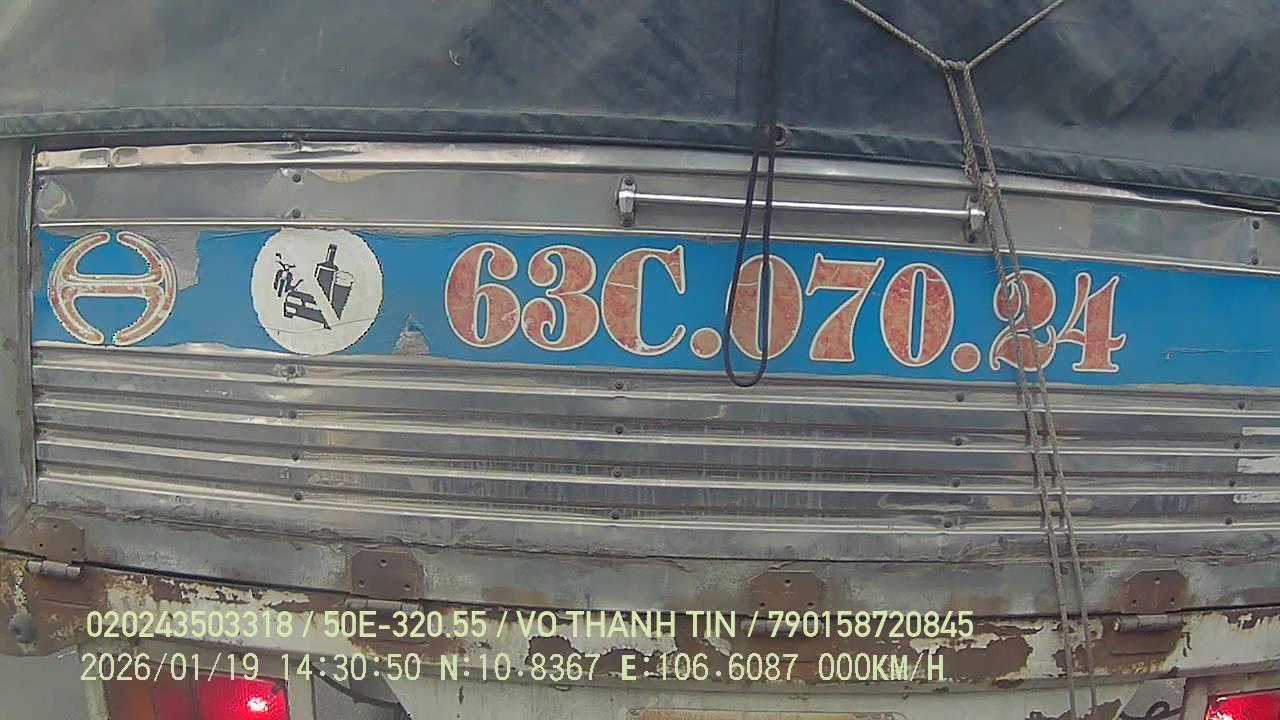 63C.070.24
020243503318 / 50E-320.55 / VO THANH TIN / 790158720845
2026/01/19 14:30:50 N:10.8367 E:106.6087 000KM/H